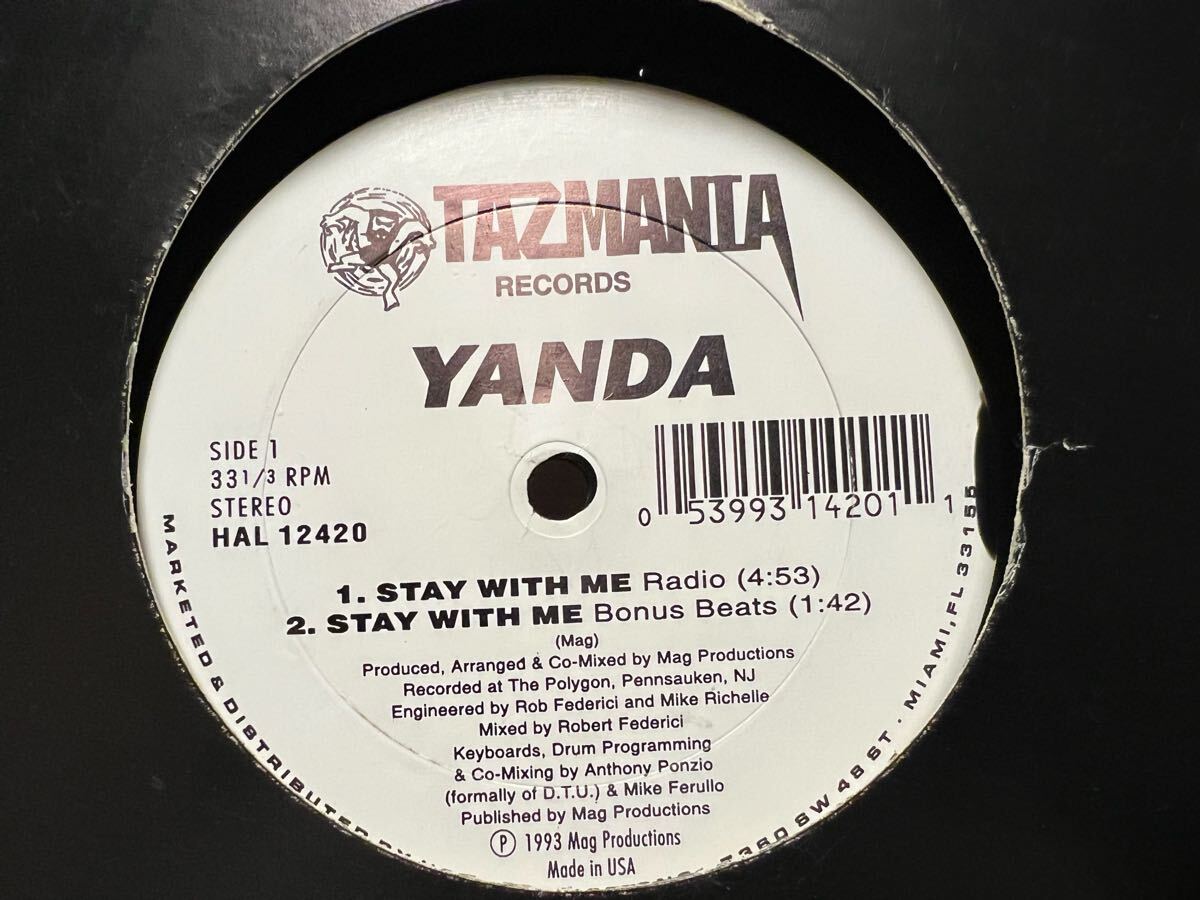 TAZMANIA
RECORDS
YANDA
SIDE 1
33 1/3 RPM
STEREO
HAL 12420
0 53993 14201 1
1. STAY WITH ME Radio (4:53)
2. STAY WITH ME Bonus Beats (1:42)
(Mag)
Produced, Arranged & Co-Mixed by Mag Productions
Recorded at The Polygon, Pennsauken, NJ
Engineered by Rob Federici and Mike Richelle
Mixed by Robert Federici
Keyboards, Drum Programming
& Co-Mixing by Anthony Ponzio
(formally of D.T.U.) & Mike Ferullo
Published by Mag Productions
Ⓟ 1993 Mag Productions
Made in USA
MARKETED & DISTRIBUTED BY 7360 SW 48 ST · MIAMI, FL 33155